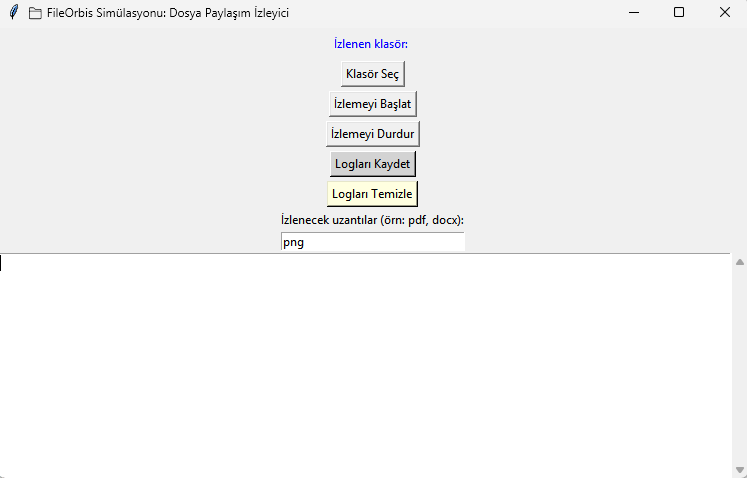 FileOrbis Simülasyonu: Dosya Paylaşım İzleyici
İzlenen klasör:
Klasör Seç
İzlemeyi Başlat
İzlemeyi Durdur
Logları Kaydet
Logları Temizle
İzlenecek uzantılar (örn: pdf, docx):
png